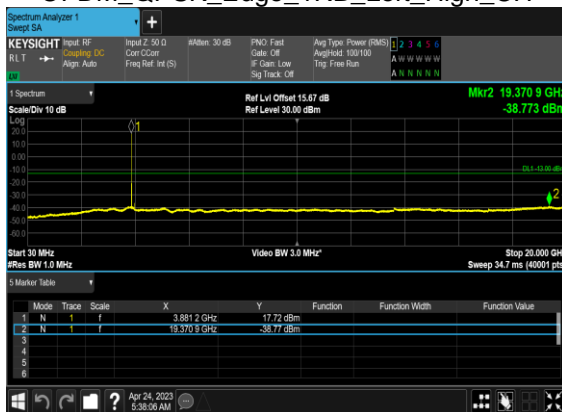 Spectrum Analyzer 1
Swept SA
+
KEYSIGHT
RLT
LU
Input: RF
Coupling: DC
Align: Auto
Input Z: 50 Ω
Corr CCorr
Freq Ref: Int (S)
#Atten: 30 dB
PNO: Fast
Gate: Off
IF Gain: Low
Sig Track: Off
Avg Type: Power (RMS)
Avg|Hold: 100/100
Trig: Free Run
1 2 3 4 5 6
A W W W W W
A N N N N N
1 Spectrum
Scale/Div 10 dB
Ref Lvl Offset 15.67 dB
Ref Level 30.00 dBm
Mkr2 19.370 9 GHz
-38.773 dBm
Log
20.0
10.0
0.00
-10.0
-20.0
-30.0
-40.0
-50.0
-60.0
1
DL1 -13.00 dBm
2
Start 30 MHz
#Res BW 1.0 MHz
Video BW 3.0 MHz*
Stop 20.000 GHz
Sweep 34.7 ms (40001 pts)
5 Marker Table
Mode Trace Scale X Y Function Function Width Function Value
1 N 1 f 3.881 2 GHz 17.72 dBm
2 N 1 f 19.370 9 GHz -38.77 dBm
3
4
5
6
?
Apr 24, 2023
5:38:06 AM